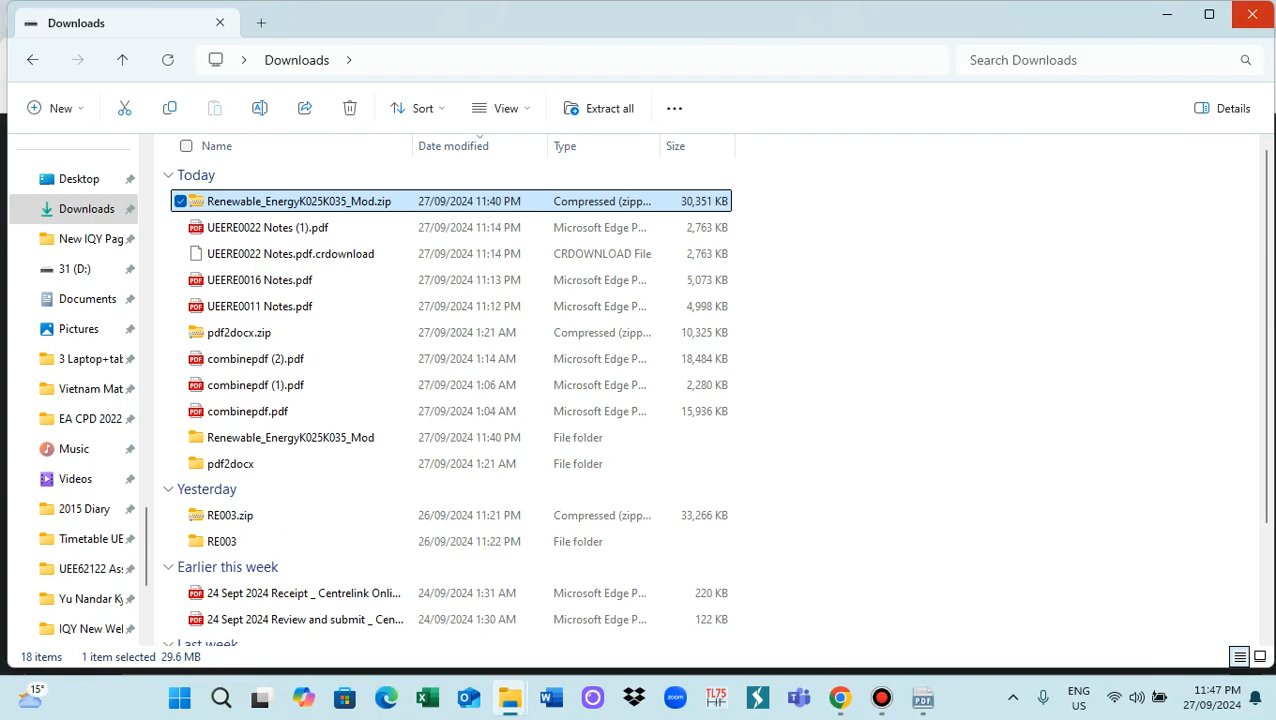 Downloads
Downloads
Search Downloads
New
Sort
View
Extract all
Details
Name Date modified Type Size
Desktop
Downloads
New IQY Pag
31 (D:)
Documents
Pictures
3 Laptop+tab
Vietnam Mat
EA CPD 2022
Music
Videos
2015 Diary
Timetable UE
UEE62122 Ass
Yu Nandar Ky
IQY New Wel
Today
Renewable_EnergyK025K035_Mod.zip 27/09/2024 11:40 PM Compressed (zipp... 30,351 KB
UEERE0022 Notes (1).pdf 27/09/2024 11:14 PM Microsoft Edge P... 2,763 KB
UEERE0022 Notes.pdf.crdownload 27/09/2024 11:14 PM CRDOWNLOAD File 2,763 KB
UEERE0016 Notes.pdf 27/09/2024 11:13 PM Microsoft Edge P... 5,073 KB
UEERE0011 Notes.pdf 27/09/2024 11:12 PM Microsoft Edge P... 4,998 KB
pdf2docx.zip 27/09/2024 1:21 AM Compressed (zipp... 10,325 KB
combinepdf (2).pdf 27/09/2024 1:14 AM Microsoft Edge P... 18,484 KB
combinepdf (1).pdf 27/09/2024 1:06 AM Microsoft Edge P... 2,280 KB
combinepdf.pdf 27/09/2024 1:04 AM Microsoft Edge P... 15,936 KB
Renewable_EnergyK025K035_Mod 27/09/2024 11:40 PM File folder
pdf2docx 27/09/2024 1:21 AM File folder
Yesterday
RE003.zip 26/09/2024 11:21 PM Compressed (zipp... 33,266 KB
RE003 26/09/2024 11:22 PM File folder
Earlier this week
24 Sept 2024 Receipt _ Centrelink Onli... 24/09/2024 1:31 AM Microsoft Edge P... 220 KB
24 Sept 2024 Review and submit _ Cen... 24/09/2024 1:30 AM Microsoft Edge P... 122 KB
Last week
18 items 1 item selected 29.6 MB
15°
TL75
ENG
US
11:47 PM
27/09/2024